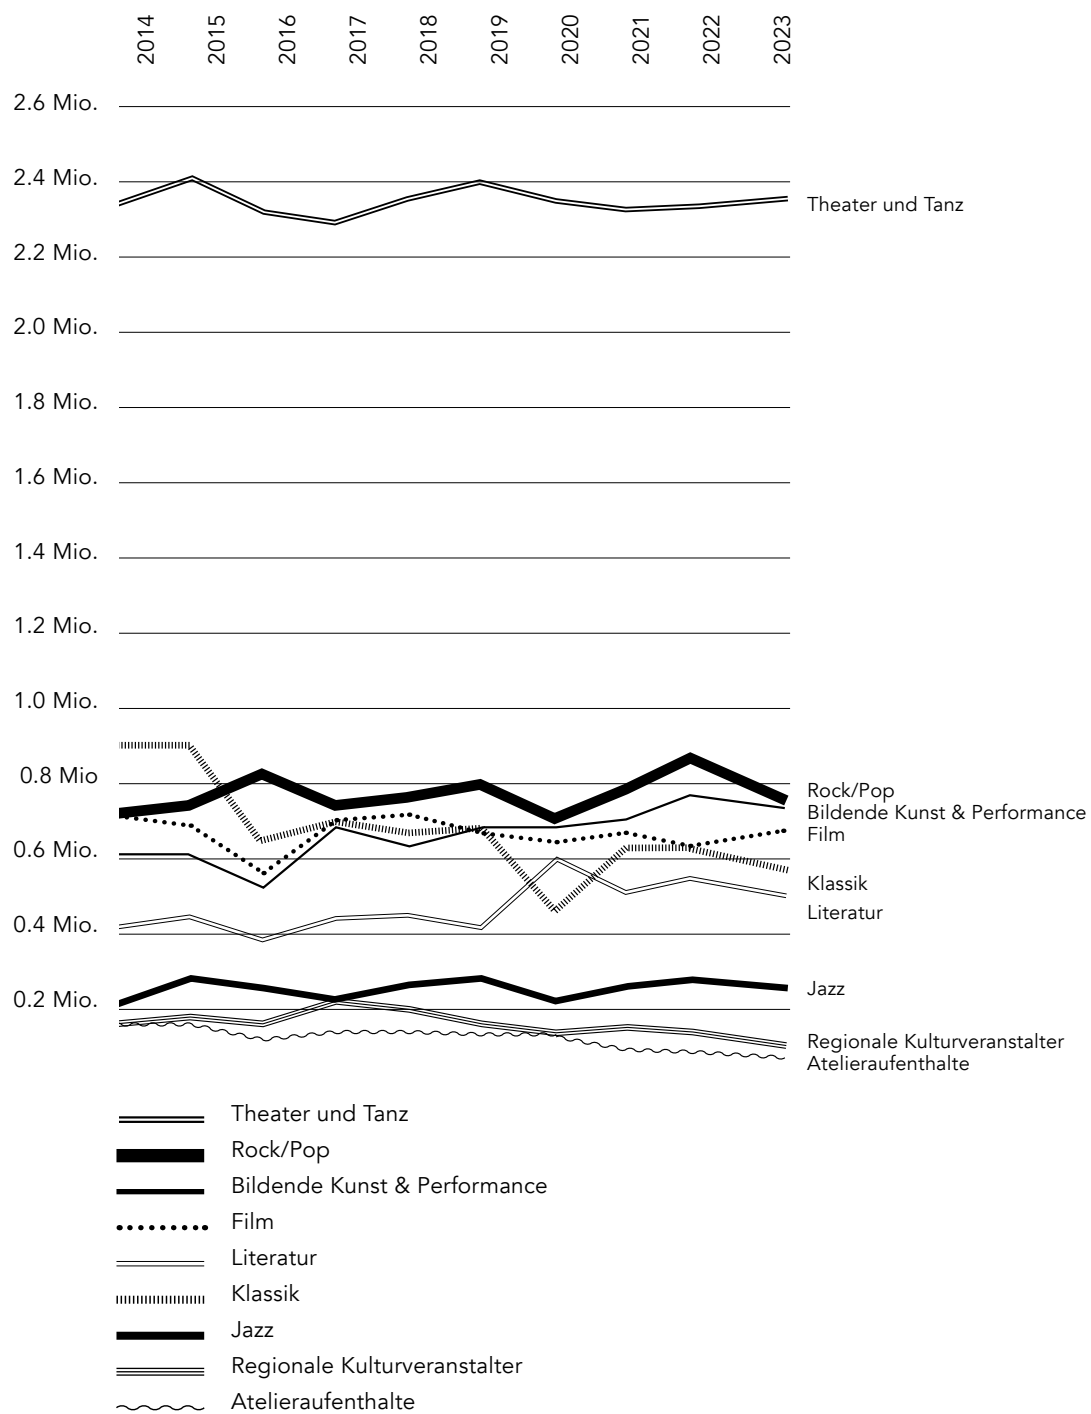 2014
2015
2016
2017
2018
2019
2020
2021
2022
2023
2.6 Mio.
2.4 Mio.
Theater und Tanz
2.2 Mio.
2.0 Mio.
1.8 Mio.
1.6 Mio.
1.4 Mio.
1.2 Mio.
1.0 Mio.
0.8 Mio
Rock/Pop
Bildende Kunst & Performance
Film
0.6 Mio.
Klassik
Literatur
0.4 Mio.
Jazz
0.2 Mio.
Regionale Kulturveranstalter
Atelieraufenthalte
Theater und Tanz
Rock/Pop
Bildende Kunst & Performance
Film
Literatur
Klassik
Jazz
Regionale Kulturveranstalter
Atelieraufenthalte